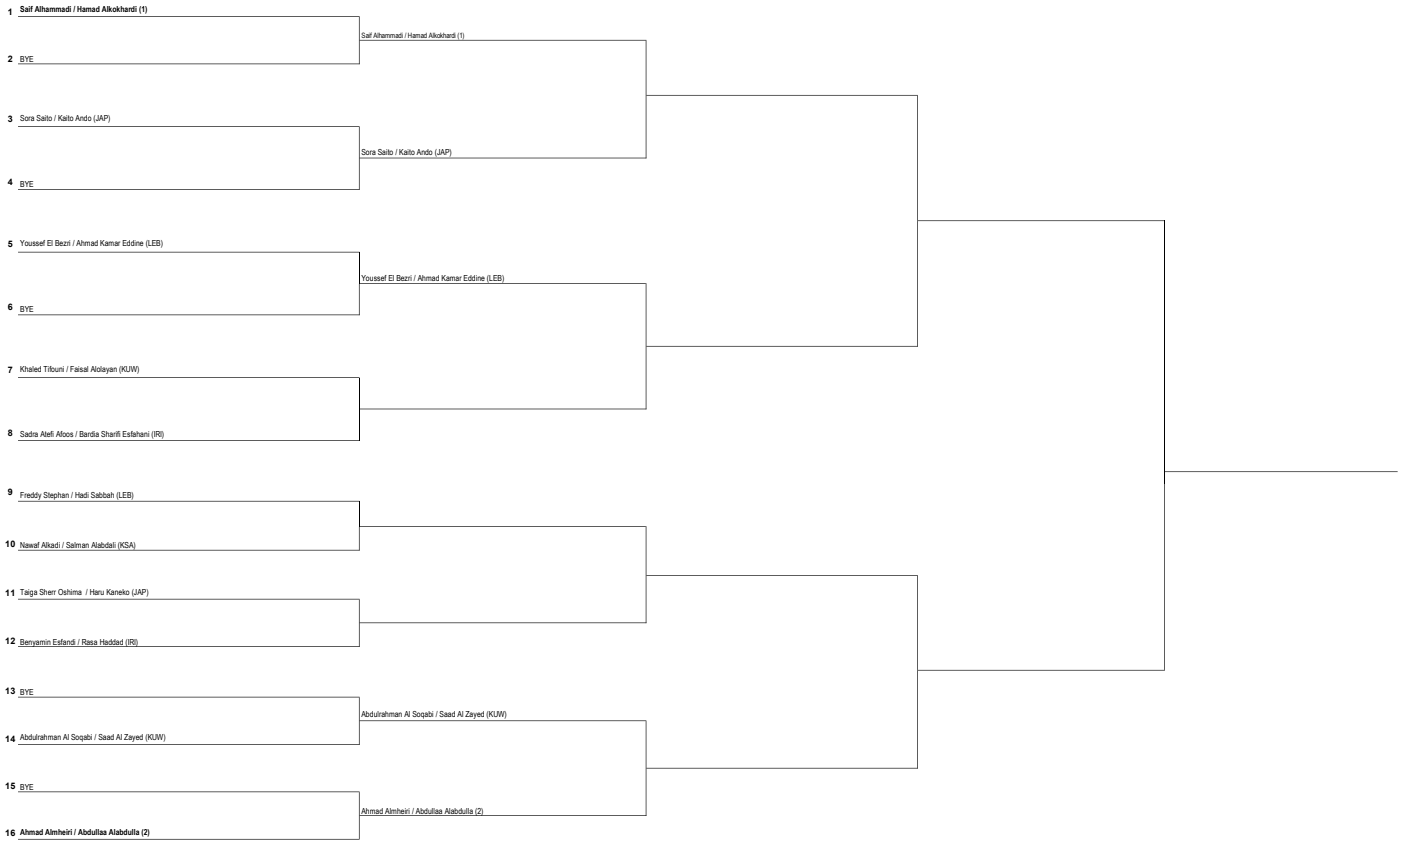 1 Saif Alhammadi / Hamad Alkokhardi (1)
Saif Alhammadi / Hamad Alkokhardi (1)
2 BYE
3 Sora Saito / Kaito Ando (JAP)
Sora Saito / Kaito Ando (JAP)
4 BYE
5 Youssef El Bezri / Ahmad Kamar Eddine (LEB)
Youssef El Bezri / Ahmad Kamar Eddine (LEB)
6 BYE
7 Khaled Tifouni / Faisal Alolayan (KUW)
8 Sadra Atefi Afoos / Bardia Sharifi Esfahani (IRI)
9 Freddy Stephan / Hadi Sabbah (LEB)
10 Nawaf Alkadi / Salman Alabdali (KSA)
11 Taiga Sherr Oshima / Haru Kaneko (JAP)
12 Benyamin Esfandi / Rasa Haddad (IRI)
13 BYE
Abdulrahman Al Soqabi / Saad Al Zayed (KUW)
14 Abdulrahman Al Soqabi / Saad Al Zayed (KUW)
15 BYE
Ahmad Almheiri / Abdullaa Alabdulla (2)
16 Ahmad Almheiri / Abdullaa Alabdulla (2)